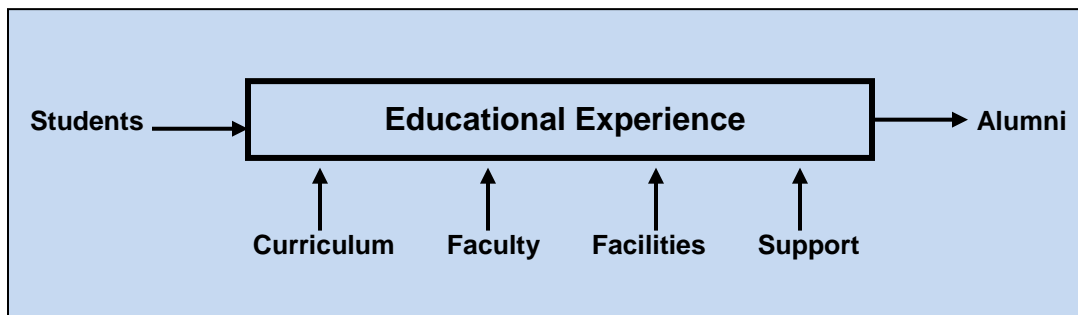 Educational Experience
Students
Alumni
Curriculum
Faculty
Facilities
Support